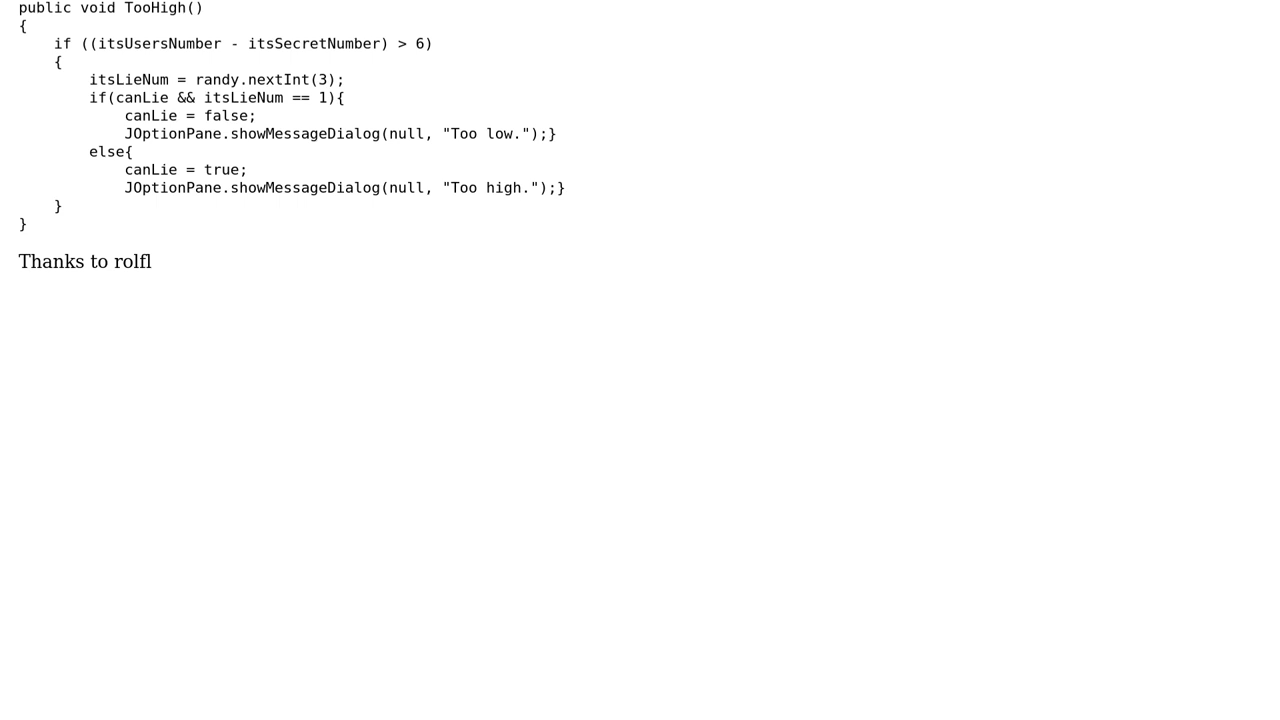 public void TooHigh()
{
    if ((itsUsersNumber - itsSecretNumber) > 6)
    {
        itsLieNum = randy.nextInt(3);
        if(canLie && itsLieNum == 1){
            canLie = false;
            JOptionPane.showMessageDialog(null, "Too low.");}
        else{
            canLie = true;
            JOptionPane.showMessageDialog(null, "Too high.");}
    }
}
Thanks to rolfl